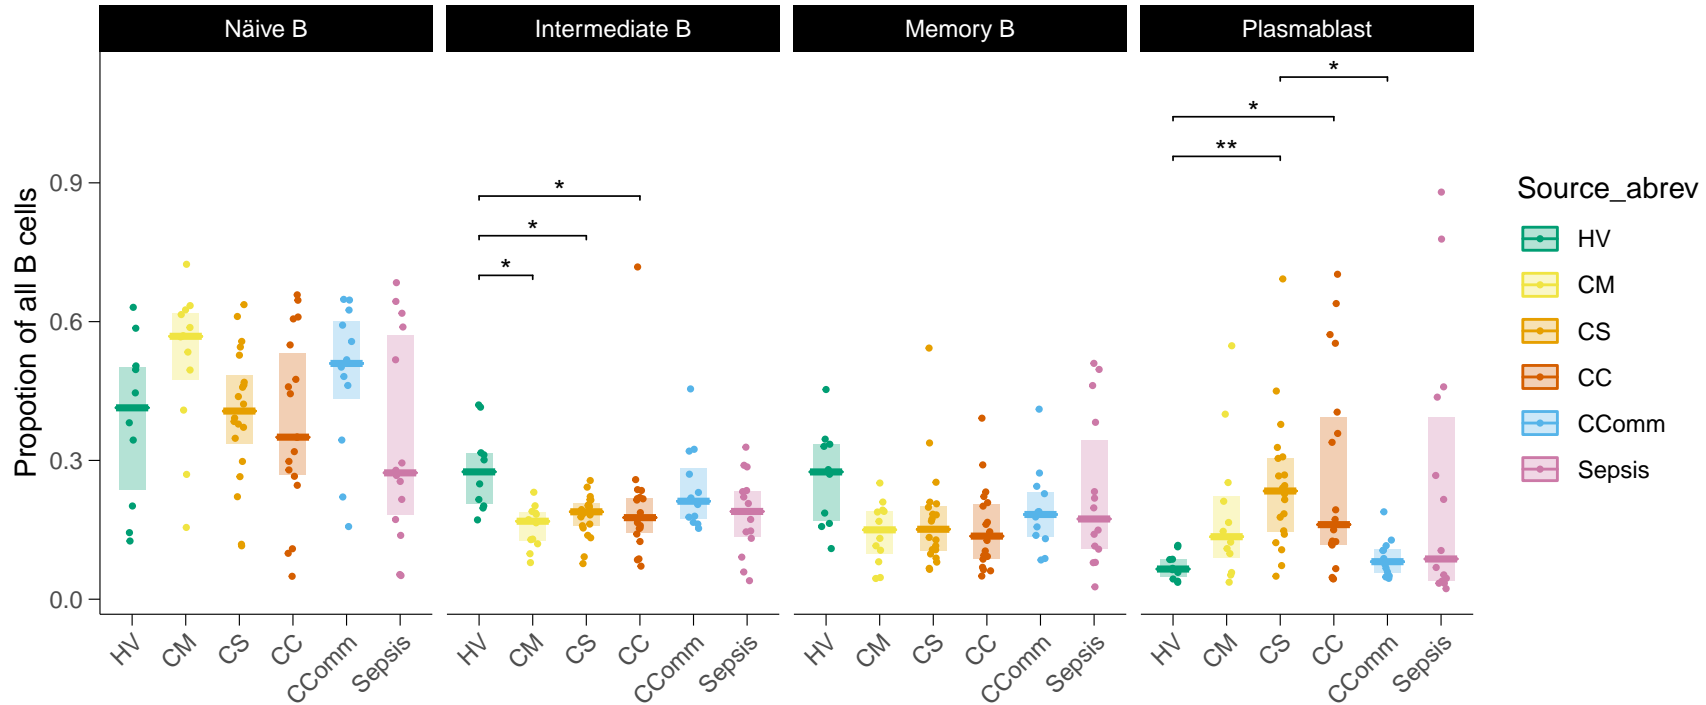 Näive B
Intermediate B
Memory B
Plasmablast
Propotion of all B cells
0.9
0.6
0.3
0.0
*
*
*
*
*
**
HV
CM
CS
CC
CComm
Sepsis
HV
CM
CS
CC
CComm
Sepsis
HV
CM
CS
CC
CComm
Sepsis
HV
CM
CS
CC
CComm
Sepsis
Source_abrev
HV
CM
CS
CC
CComm
Sepsis